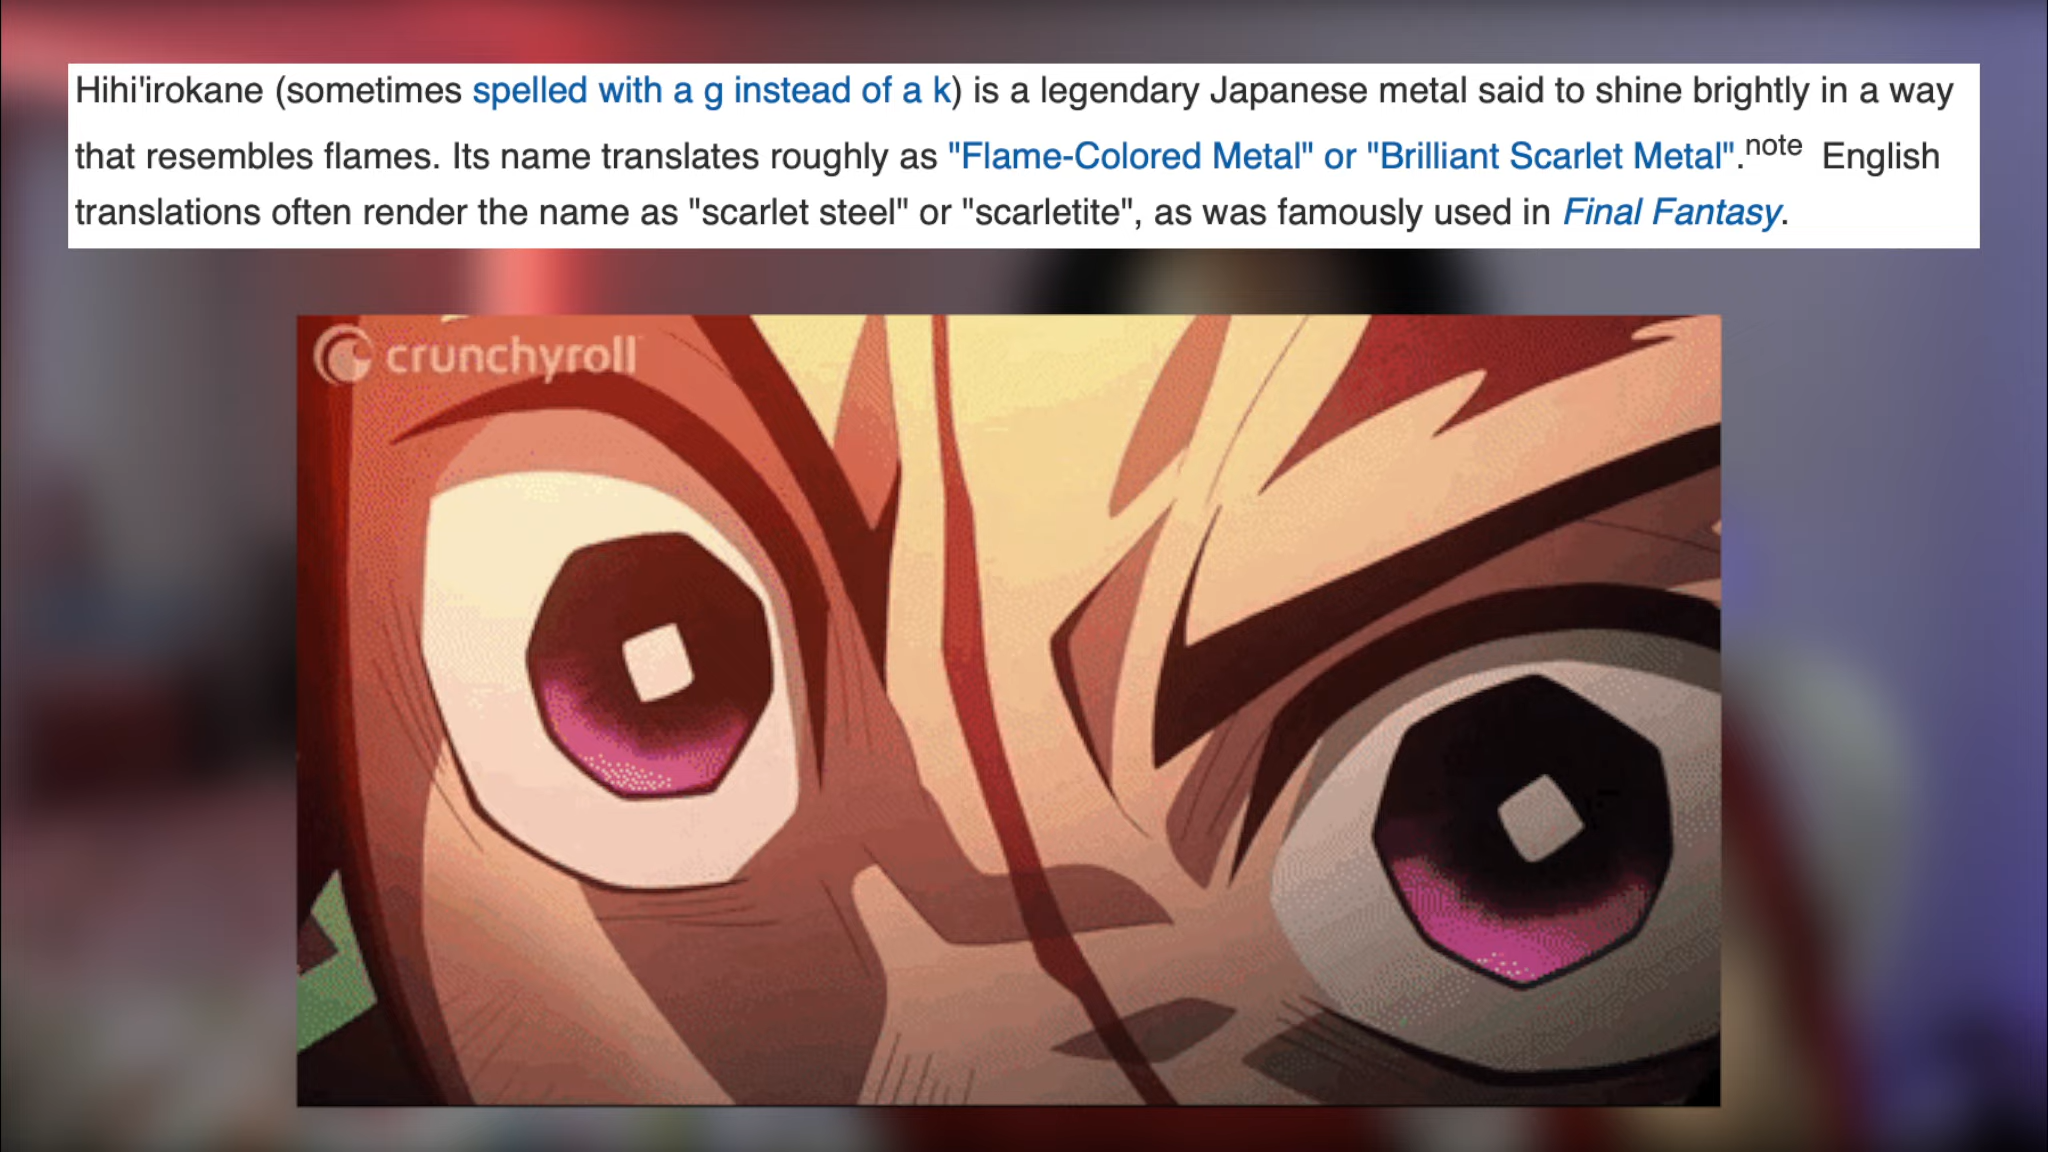 Hihi'irokane (sometimes spelled with a g instead of a k) is a legendary Japanese metal said to shine brightly in a way
that resembles flames. Its name translates roughly as "Flame-Colored Metal" or "Brilliant Scarlet Metal".note English
translations often render the name as "scarlet steel" or "scarletite", as was famously used in Final Fantasy.
crunchyroll